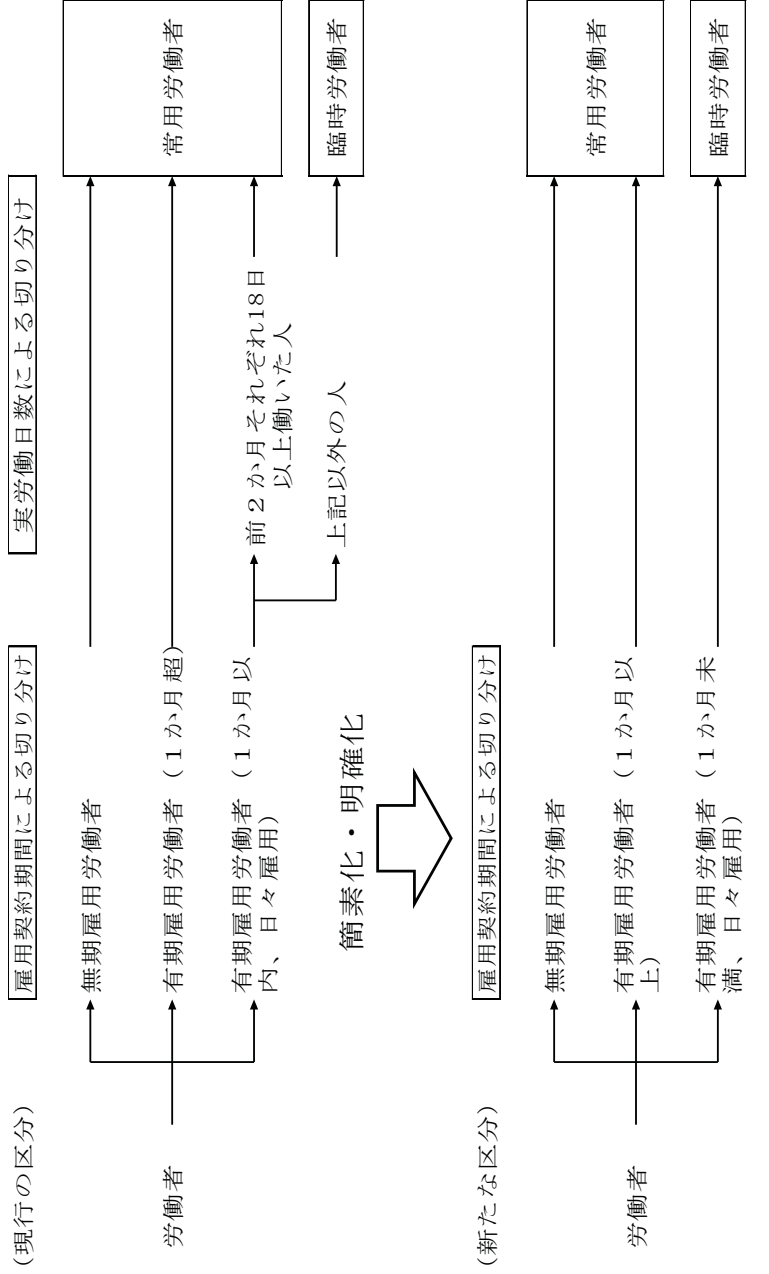 (現行の区分)
雇用契約期間による切り分け
実労働日数による切り分け
労働者
無期雇用労働者
有期雇用労働者（１か月超)
有期雇用労働者（１か月以
内、日々雇用)
前２か月それぞれ18日
以上働いた人
上記以外の人
常用労働者
臨時労働者
簡素化・明確化
(新たな区分)
雇用契約期間による切り分け
労働者
無期雇用労働者
有期雇用労働者（１か月以
上)
有期雇用労働者（１か月未
満、日々雇用)
常用労働者
臨時労働者